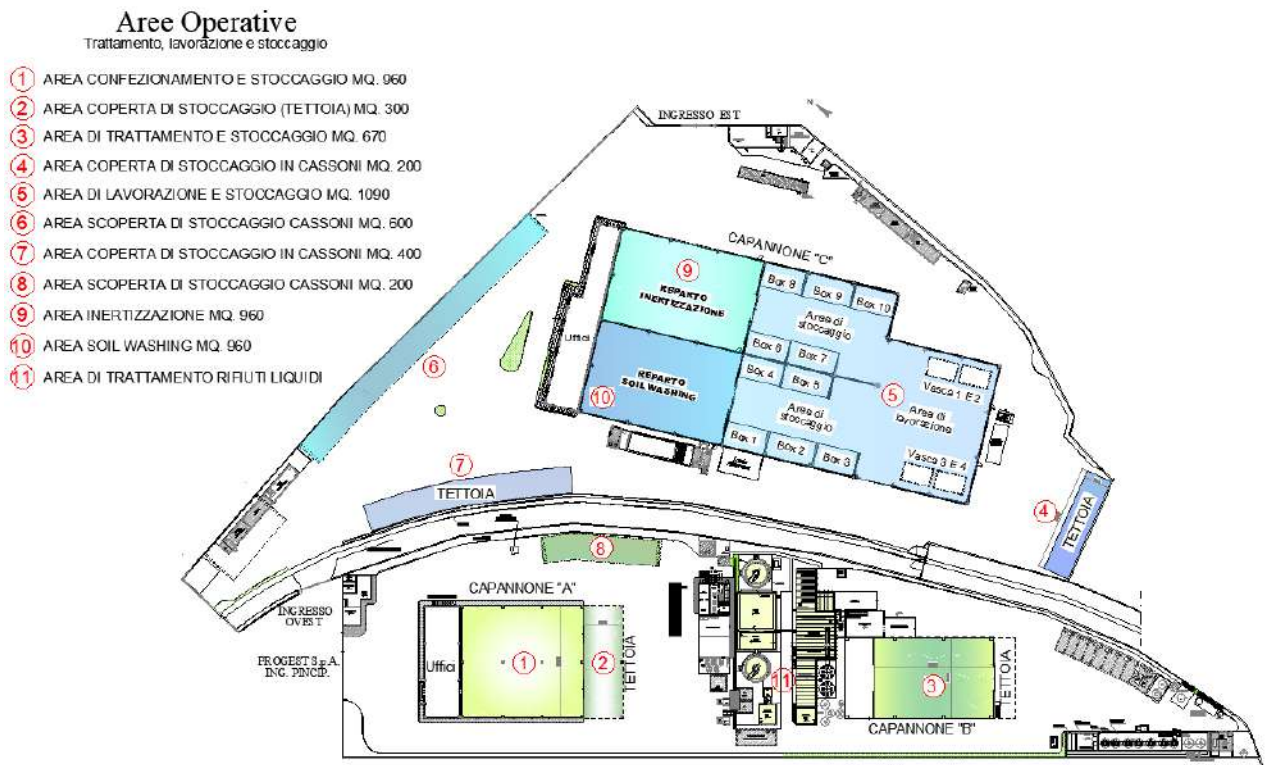 Aree Operative
Trattamento, lavorazione e stoccaggio
1 AREA CONFEZIONAMENTO E STOCCAGGIO MQ. 960
2 AREA COPERTA DI STOCCAGGIO (TETTOIA) MQ. 300
3 AREA DI TRATTAMENTO E STOCCAGGIO MQ. 670
4 AREA COPERTA DI STOCCAGGIO IN CASSONI MQ. 200
5 AREA DI LAVORAZIONE E STOCCAGGIO MQ. 1090
6 AREA SCOPERTA DI STOCCAGGIO CASSONI MQ. 600
7 AREA COPERTA DI STOCCAGGIO IN CASSONI MQ. 400
8 AREA SCOPERTA DI STOCCAGGIO CASSONI MQ. 200
9 AREA INERTIZZAZIONE MQ. 960
10 AREA SOIL WASHING MQ. 960
11 AREA DI TRATTAMENTO RIFIUTI LIQUIDI
N
INGRESSO EST
CAPANNONE "C"
9
REPARTO
INERTIZZAZIONE
Box 8
Box 9
Box 10
Area di
stoccaggio
Uffici
Box 6
Box 7
6
Box 4
Box 5
REPARTO
SOIL WASHING
10
5
Vasca 1 E 2
Area di
lavorazione
Area di
stoccaggio
Box 1
Box 2
Box 3
Vasca 3 E 4
7
TETTOIA
4
TETTOIA
8
CAPANNONE "A"
INGRESSO
OVEST
PROGEST S.p.A.
ING. PINCIP.
Uffici
1
2
TETTOIA
11
3
TETTOIA
CAPANNONE "B"